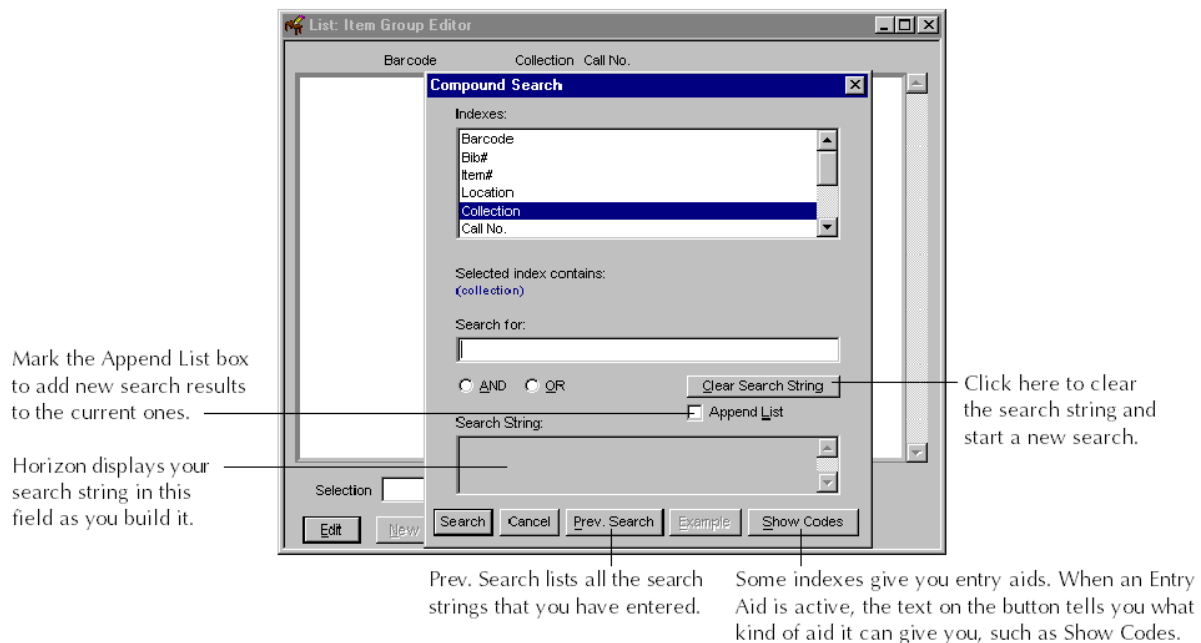 List: Item Group Editor
Barcode Collection Call No.
Compound Search
Indexes:
Barcode
Bib#
Item#
Location
Collection
Call No.
Selected index contains:
(collection)
Search for:
AND OR
Clear Search String
Append List
Search String:
Selection
Edit
New
Search
Cancel
Prev. Search
Example
Show Codes
Mark the Append List box
to add new search results
to the current ones.
Horizon displays your
search string in this
field as you build it.
Click here to clear
the search string and
start a new search.
Prev. Search lists all the search
strings that you have entered.
Some indexes give you entry aids. When an Entry
Aid is active, the text on the button tells you what
kind of aid it can give you, such as Show Codes.